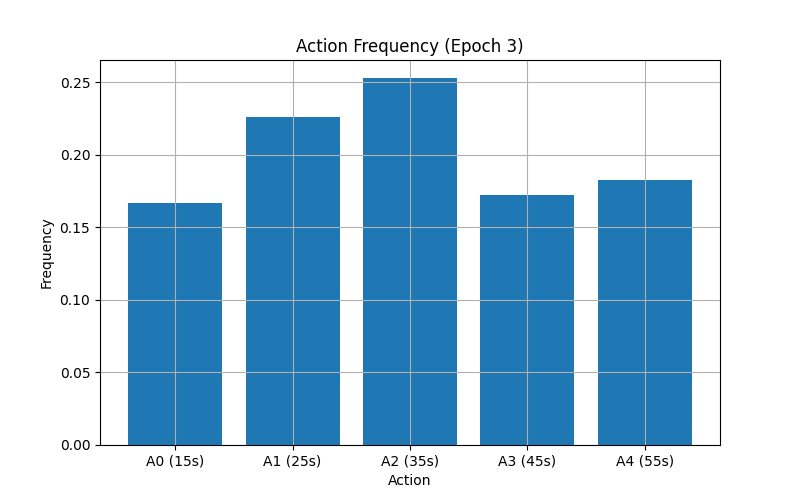 Action Frequency (Epoch 3)
0.25
0.20
0.15
0.10
0.05
0.00
Frequency
A0 (15s) A1 (25s) A2 (35s) A3 (45s) A4 (55s)
Action